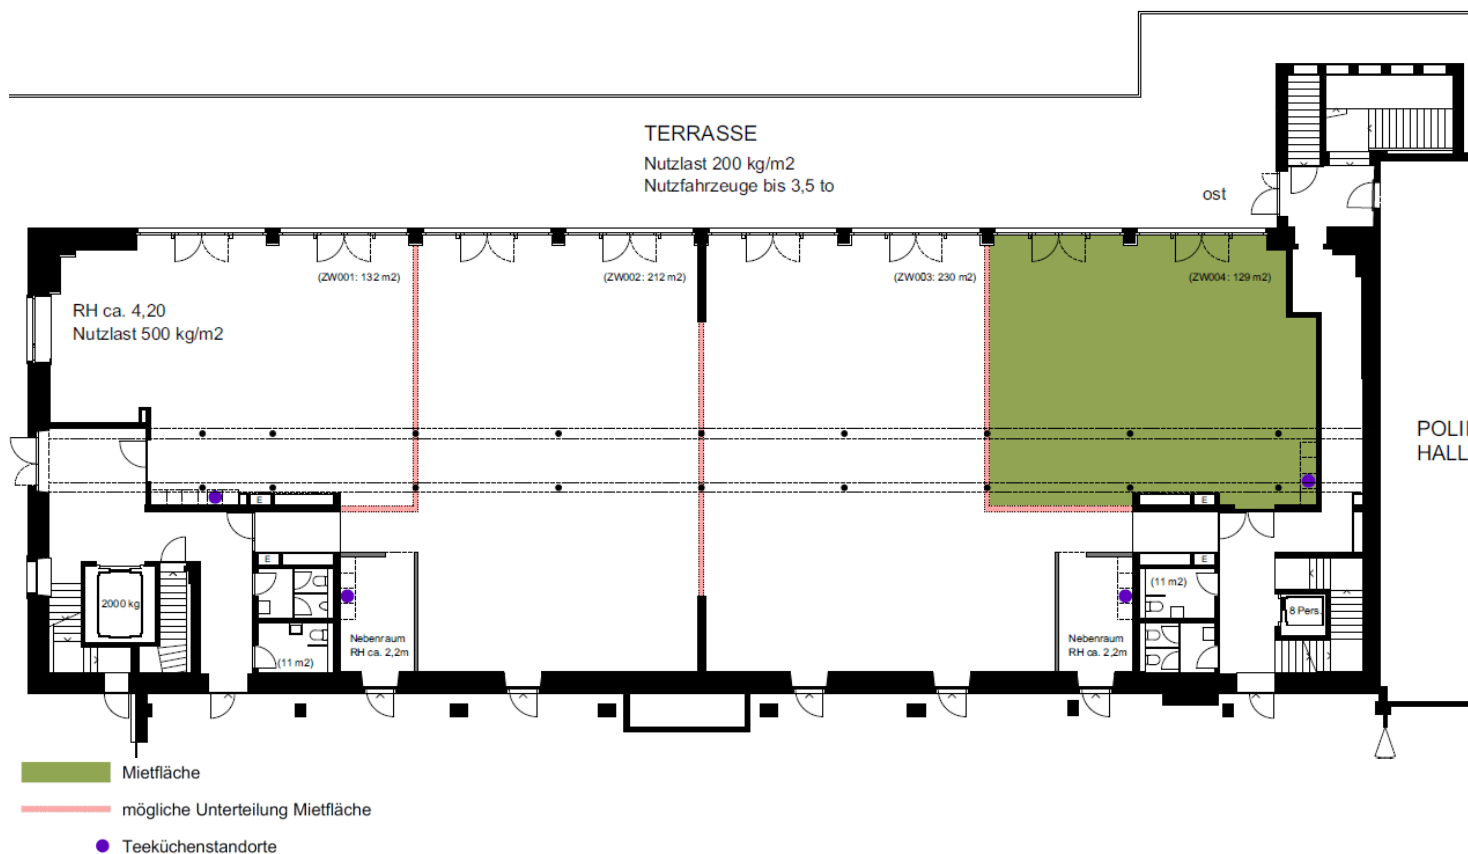 TERRASSE
Nutzlast 200 kg/m2
Nutzfahrzeuge bis 3,5 to
ost
(ZW001: 132 m2)
(ZW002: 212 m2)
(ZW003: 230 m2)
(ZW004: 129 m2)
RH ca. 4,20
Nutzlast 500 kg/m2
HALL
E
E
E
E
2000 kg
(11 m2)
8 Pers.
Nebenraum
RH ca. 2,2m
(11 m2)
Nebenraum
RH ca. 2,2m
Mietfläche
mögliche Unterteilung Mietfläche
Teeküchenstandorte